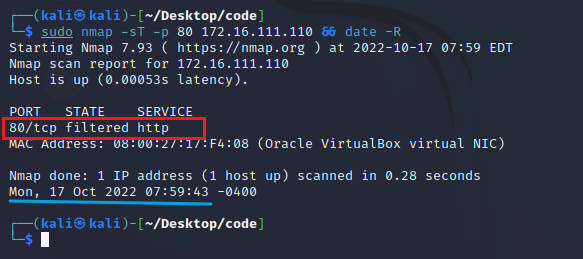 ┌──(kali㉿kali)-[~/Desktop/code]
└─$ sudo nmap -sT -p 80 172.16.111.110 && date -R
Starting Nmap 7.93 ( https://nmap.org ) at 2022-10-17 07:59 EDT
Nmap scan report for 172.16.111.110
Host is up (0.00053s latency).

PORT   STATE    SERVICE
80/tcp filtered http
MAC Address: 08:00:27:17:F4:08 (Oracle VirtualBox virtual NIC)

Nmap done: 1 IP address (1 host up) scanned in 0.28 seconds
Mon, 17 Oct 2022 07:59:43 -0400

┌──(kali㉿kali)-[~/Desktop/code]
└─$